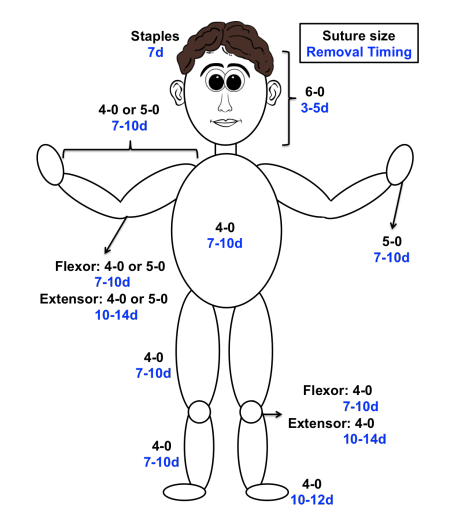 Staples
7d
Suture size
Removal Timing
6-0
3-5d
4-0 or 5-0
7-10d
4-0
7-10d
5-0
7-10d
Flexor: 4-0 or 5-0
7-10d
Extensor: 4-0 or 5-0
10-14d
4-0
7-10d
Flexor: 4-0
7-10d
Extensor: 4-0
10-14d
4-0
7-10d
4-0
10-12d